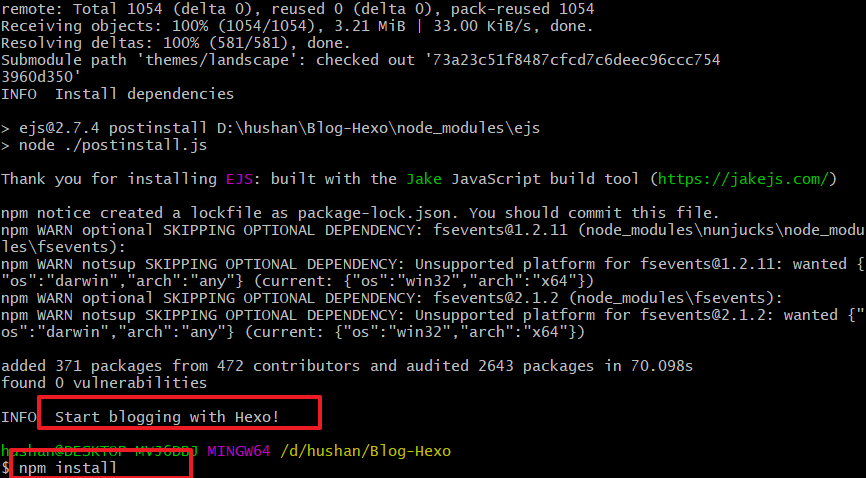 remote: Total 1054 (delta 0), reused 0 (delta 0), pack-reused 1054
Receiving objects: 100% (1054/1054), 3.21 MiB | 33.00 KiB/s, done.
Resolving deltas: 100% (581/581), done.
Submodule path 'themes/landscape': checked out '73a23c51f8487cfcd7c6deec96ccc754
3960d350'
INFO  Install dependencies
> ejs@2.7.4 postinstall D:\hushan\Blog-Hexo\node_modules\ejs
> node ./postinstall.js
Thank you for installing EJS: built with the Jake JavaScript build tool (https://jakejs.com/)
npm notice created a lockfile as package-lock.json. You should commit this file.
npm WARN optional SKIPPING OPTIONAL DEPENDENCY: fsevents@1.2.11 (node_modules\nunjucks\node_modu
les\fsevents):
npm WARN notsup SKIPPING OPTIONAL DEPENDENCY: Unsupported platform for fsevents@1.2.11: wanted {
"os":"darwin","arch":"any"} (current: {"os":"win32","arch":"x64"})
npm WARN optional SKIPPING OPTIONAL DEPENDENCY: fsevents@2.1.2 (node_modules\fsevents):
npm WARN notsup SKIPPING OPTIONAL DEPENDENCY: Unsupported platform for fsevents@2.1.2: wanted {"
os":"darwin","arch":"any"} (current: {"os":"win32","arch":"x64"})
added 371 packages from 472 contributors and audited 2643 packages in 70.098s
found 0 vulnerabilities
INFO  Start blogging with Hexo!
MINGW64 /d/hushan/Blog-Hexo
$ npm install